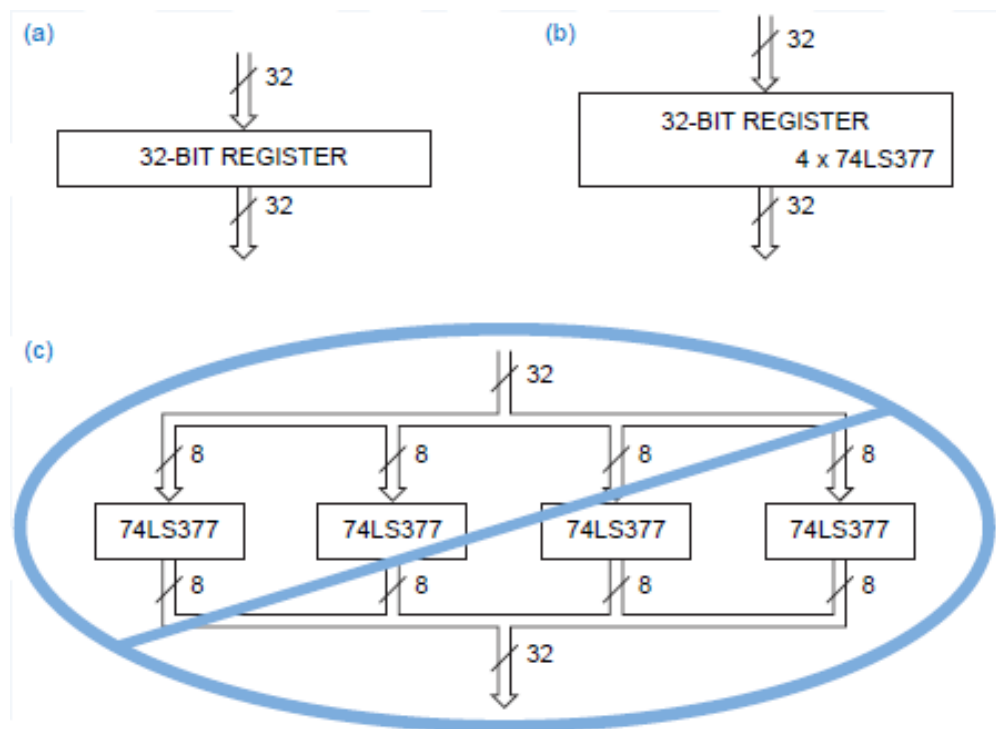 (a)
32
32-BIT REGISTER
32
(b)
32
32-BIT REGISTER
4 x 74LS377
32
(c)
32
8 8 8 8
74LS377 74LS377 74LS377 74LS377
8 8 8 8
32